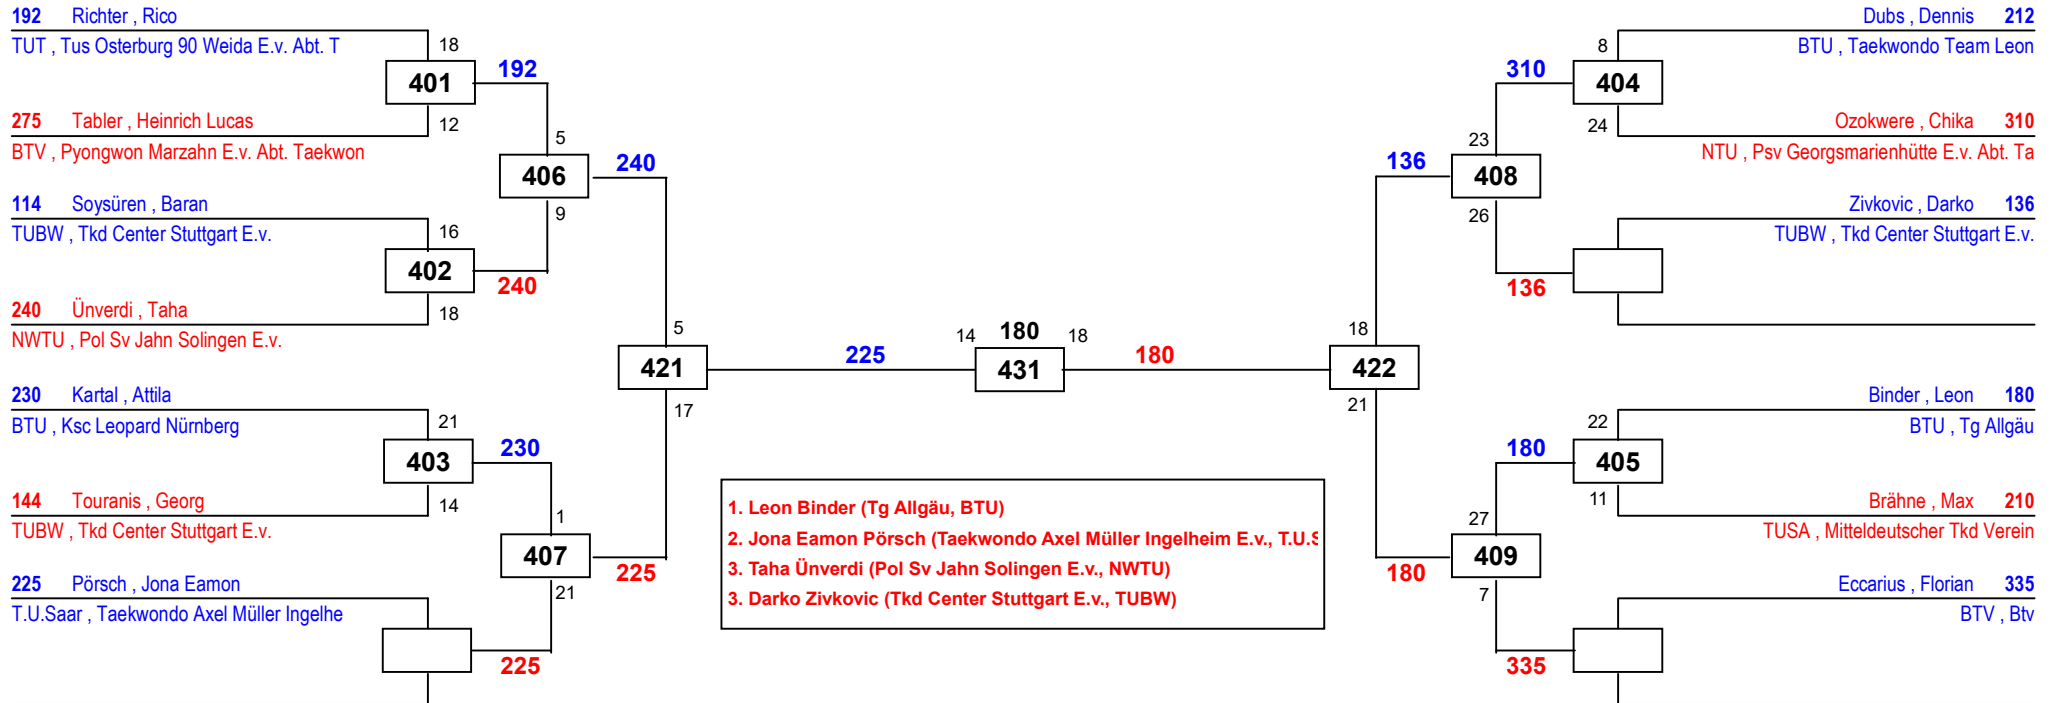 192 Richter , Rico
TUT , Tus Osterburg 90 Weida E.v. Abt. T
18
401
192
12
275 Tabler , Heinrich Lucas
BTV , Pyongwon Marzahn E.v. Abt. Taekwon
5
406
240
9
114 Soysüren , Baran
TUBW , Tkd Center Stuttgart E.v.
16
402
240
18
240 Ünverdi , Taha
NWTU , Pol Sv Jahn Solingen E.v.
5
421
225
17
230 Kartal , Attila
BTU , Ksc Leopard Nürnberg
21
403
230
14
144 Touranis , Georg
TUBW , Tkd Center Stuttgart E.v.
1
407
225
21
225 Pörsch , Jona Eamon
T.U.Saar , Taekwondo Axel Müller Ingelhe
225
14 180 18
431
180
1. Leon Binder (Tg Allgäu, BTU)
2. Jona Eamon Pörsch (Taekwondo Axel Müller Ingelheim E.v., T.U.S
3. Taha Ünverdi (Pol Sv Jahn Solingen E.v., NWTU)
3. Darko Zivkovic (Tkd Center Stuttgart E.v., TUBW)
Dubs , Dennis 212
BTU , Taekwondo Team Leon
8
310
404
24
Ozokwere , Chika 310
NTU , Psv Georgsmarienhütte E.v. Abt. Ta
23
136
408
26
Zivkovic , Darko 136
TUBW , Tkd Center Stuttgart E.v.
136
18
422
21
Binder , Leon 180
BTU , Tg Allgäu
22
180
405
11
Brähne , Max 210
TUSA , Mitteldeutscher Tkd Verein
27
409
180
7
Eccarius , Florian 335
BTV , Btv
335